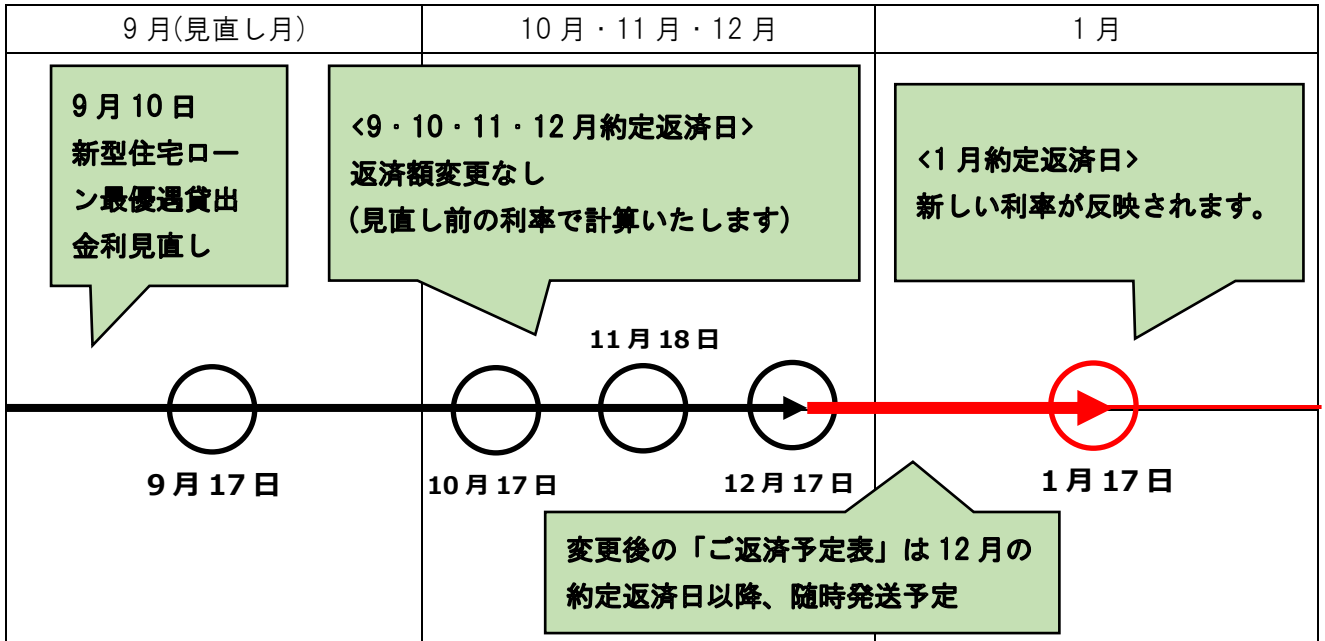 9月(見直し月)
10月・11月・12月
1月
9月10日
新型住宅ロー
ン最優遇貸出
金利見直し
<9・10・11・12月約定返済日>
返済額変更なし
(見直し前の利率で計算いたします)
<1月約定返済日>
新しい利率が反映されます。
11月18日
9月17日
10月17日
12月17日
1月17日
変更後の「ご返済予定表」は12月の
約定返済日以降、随時発送予定